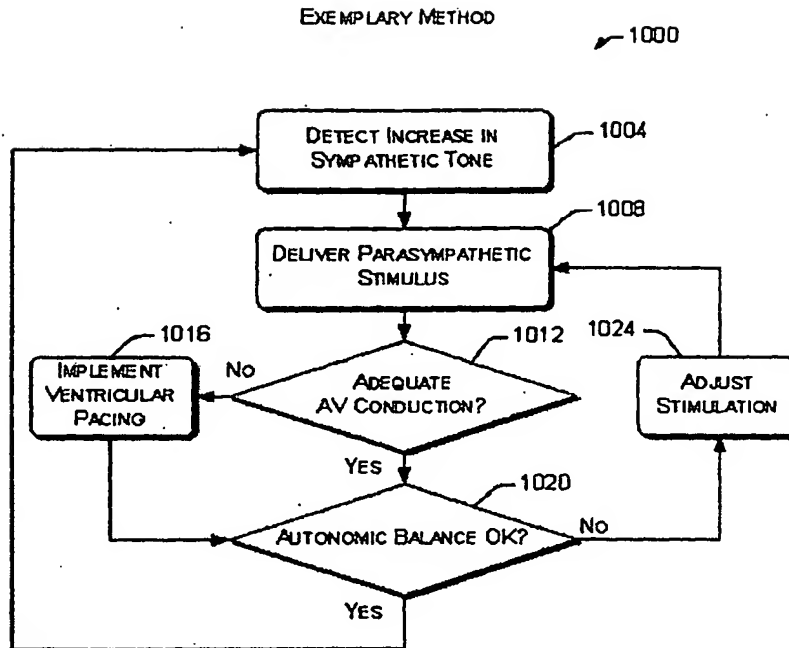 EXEMPLARY METHOD
1000
DETECT INCREASE IN
SYMPATHETIC TONE
1004
1008
DELIVER PARASYMPATHETIC
STIMULUS
1016
1012
1024
IMPLEMENT
VENTRICULAR
PACING
NO
ADEQUATE
AV CONDUCTION?
ADJUST
STIMULATION
YES
1020
AUTONOMIC BALANCE OK?
NO
YES